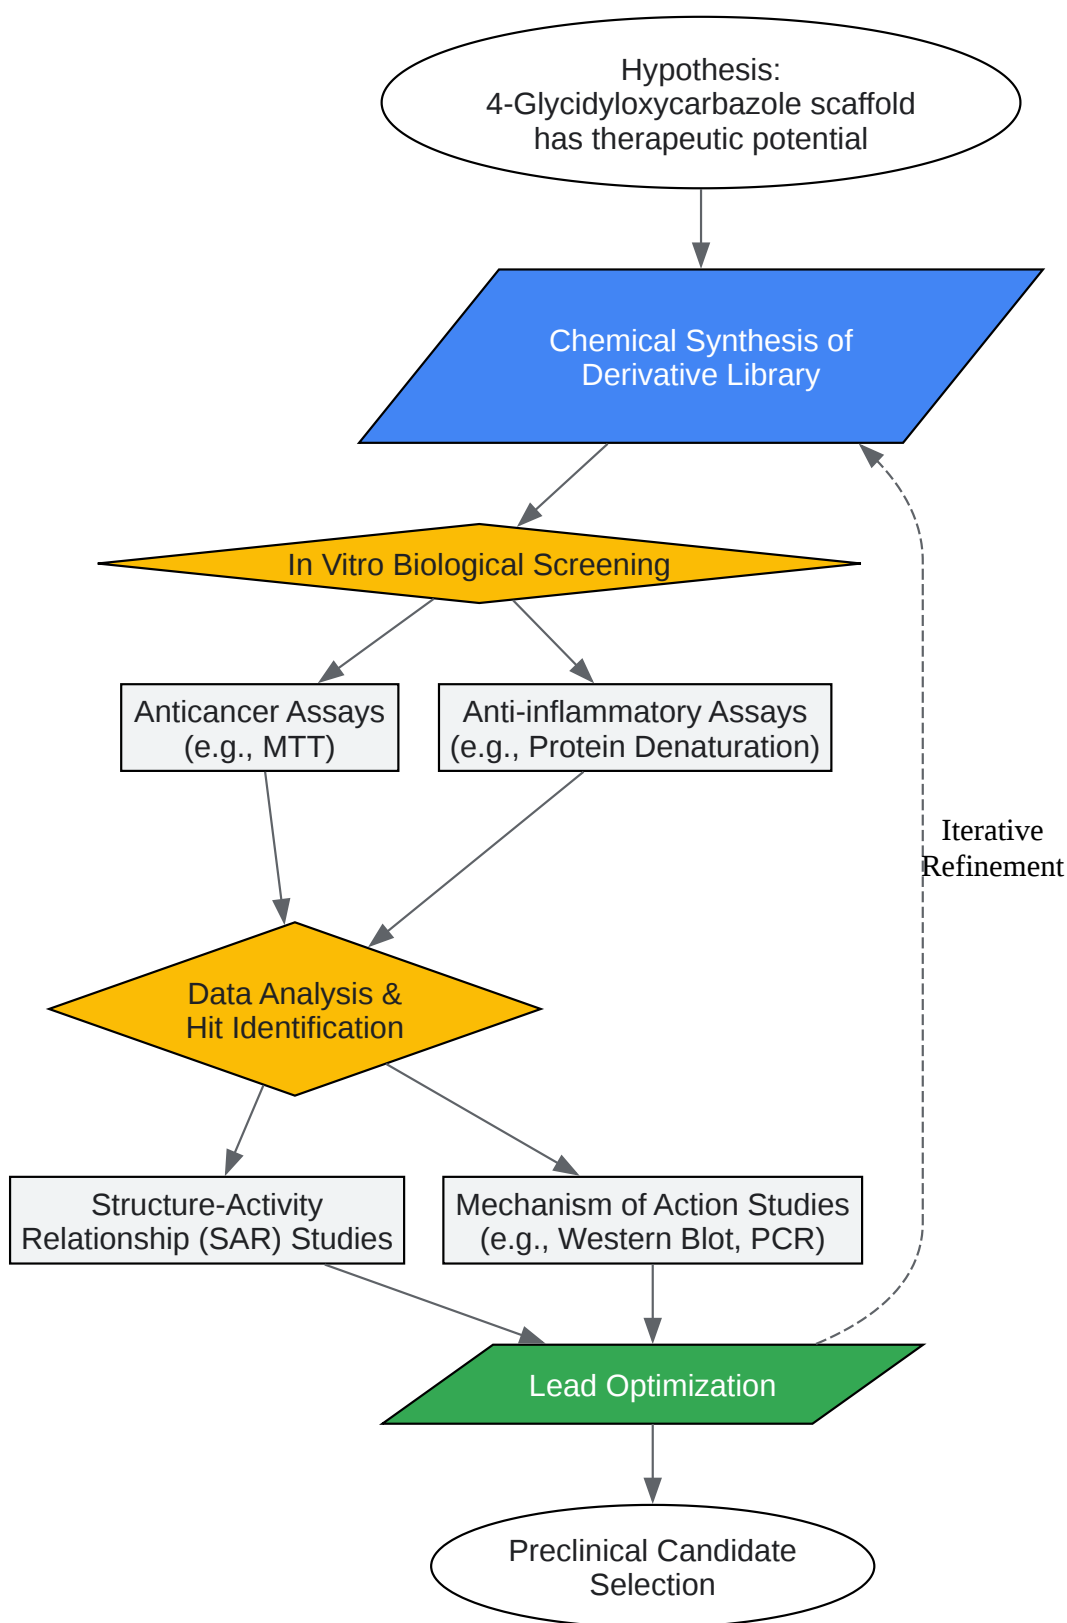 Hypothesis:
4-Glycidyloxycarbazole scaffold
has therapeutic potential
Chemical Synthesis of
Derivative Library
In Vitro Biological Screening
Anticancer Assays
(e.g., MTT)
Anti-inflammatory Assays
(e.g., Protein Denaturation)
Iterative
Refinement
Data Analysis &
Hit Identification
Structure-Activity
Relationship (SAR) Studies
Mechanism of Action Studies
(e.g., Western Blot, PCR)
Lead Optimization
Preclinical Candidate
Selection